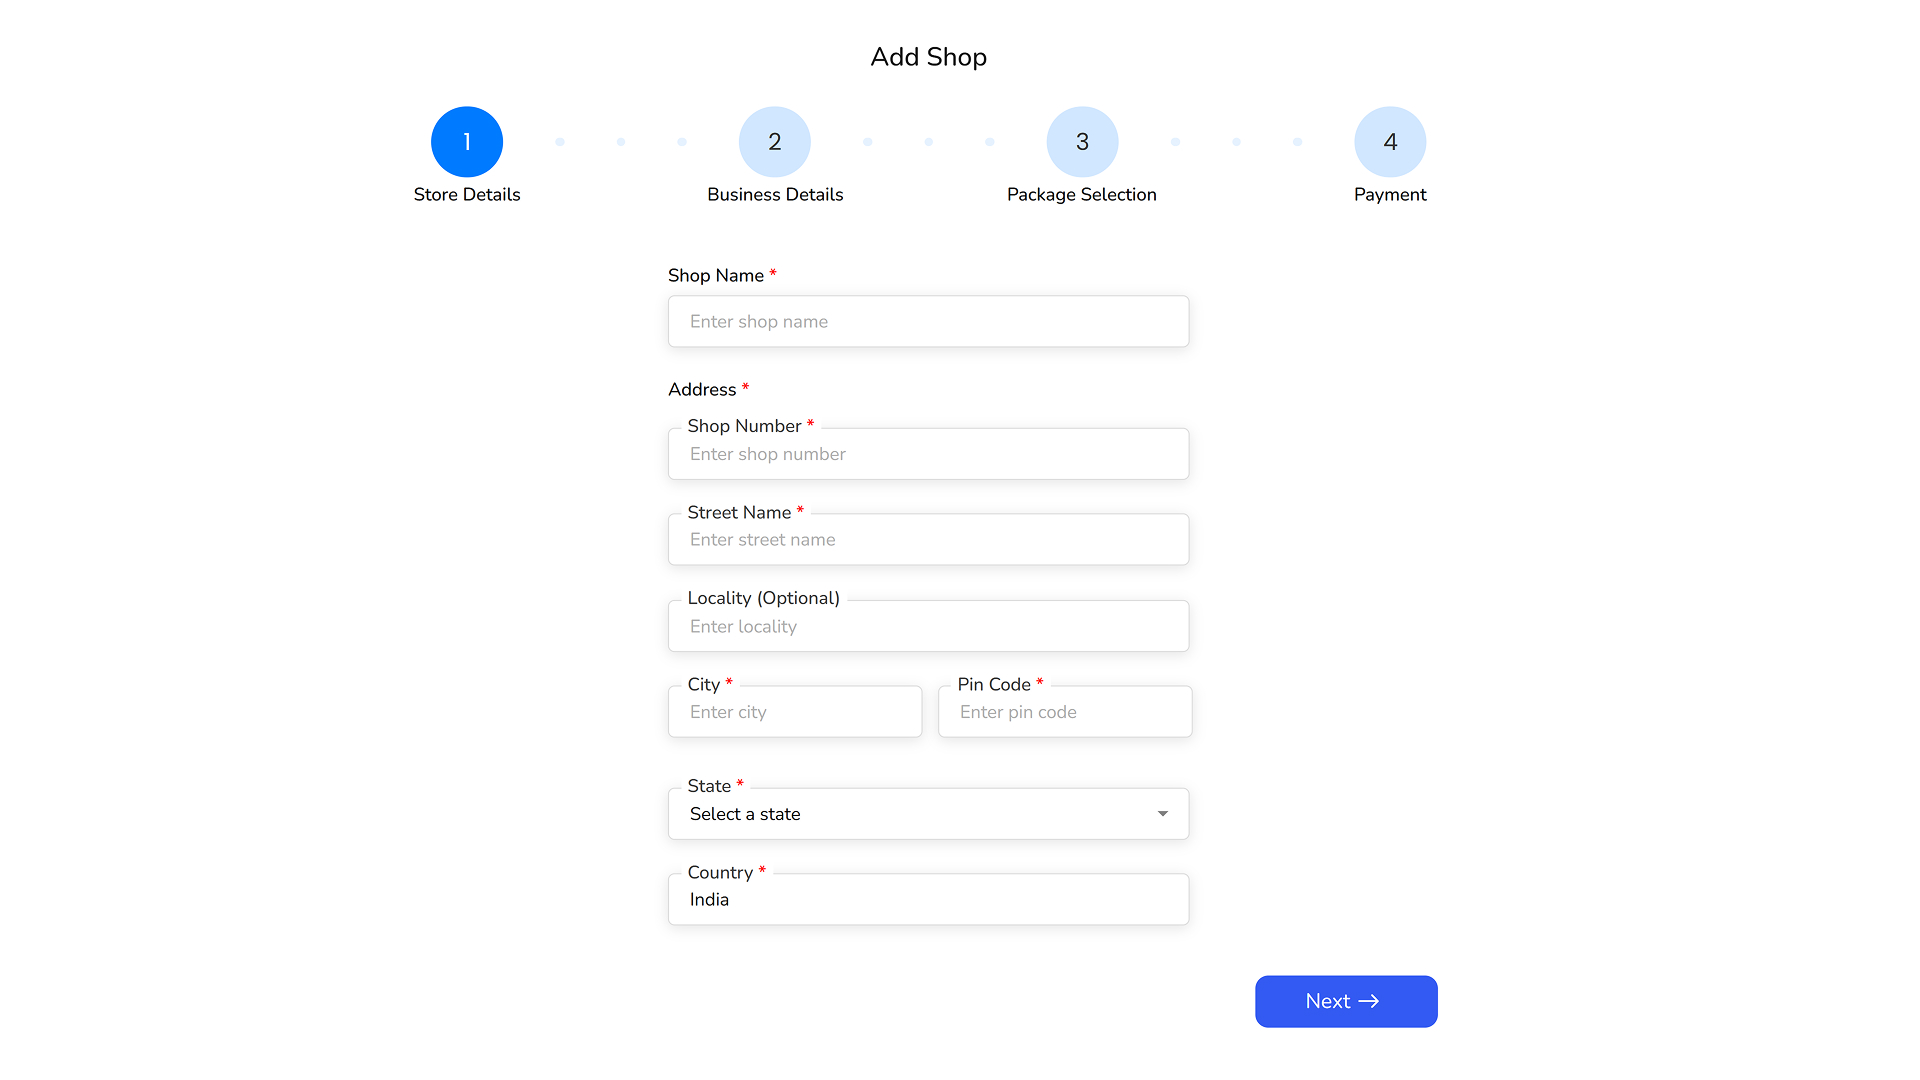 Add Shop
1 2 3 4
Store Details Business Details Package Selection Payment
Shop Name *
Enter shop name
Address *
Shop Number *
Enter shop number
Street Name *
Enter street name
Locality (Optional)
Enter locality
City * Pin Code *
Enter city Enter pin code
State *
Select a state
Country *
India
Next →